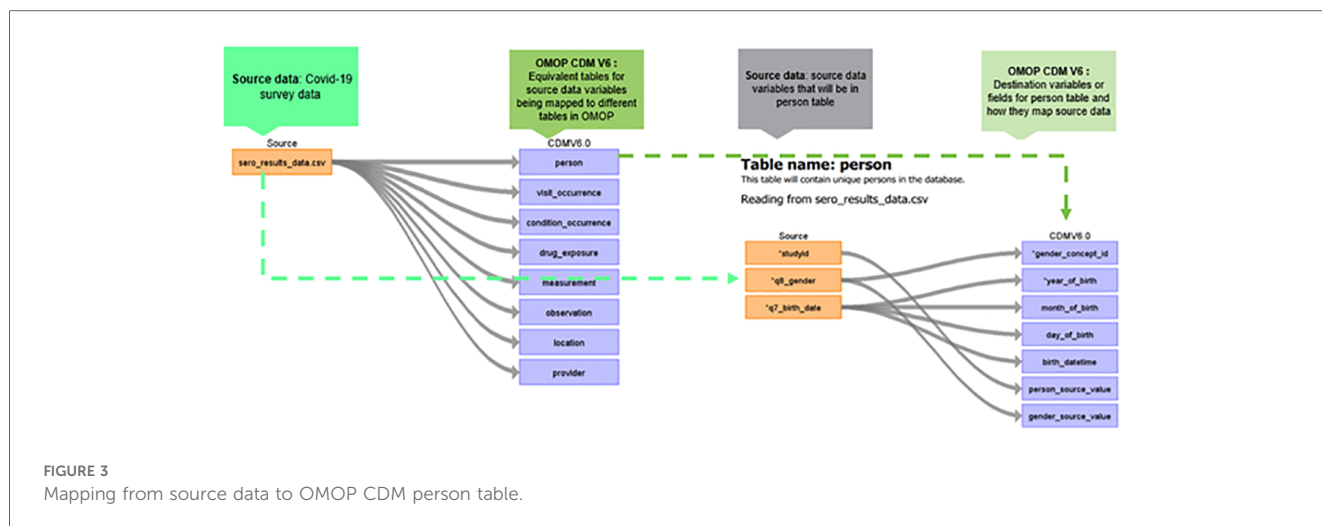 Source data: Covid-19
survey data
OMOP CDM V6 :
Equivalent tables for
source data variables
being mapped to different
tables in OMOP
Source data: source data
variables that will be in
person table
OMOP CDM V6 :
Destination variables or
fields for person table and
how they map source data
Source
sero_results_data.csv
CDMV6.0
person
visit_occurrence
condition_occurrence
drug_exposure
measurement
observation
location
provider
Table name: person
This table will contain unique persons in the database.
Reading from sero_results_data.csv
Source
*studyid
*q8_gender
*q7_birth_date
CDMV6.0
*gender_concept_id
*year_of_birth
month_of_birth
day_of_birth
birth_datetime
person_source_value
gender_source_value
FIGURE 3
Mapping from source data to OMOP CDM person table.